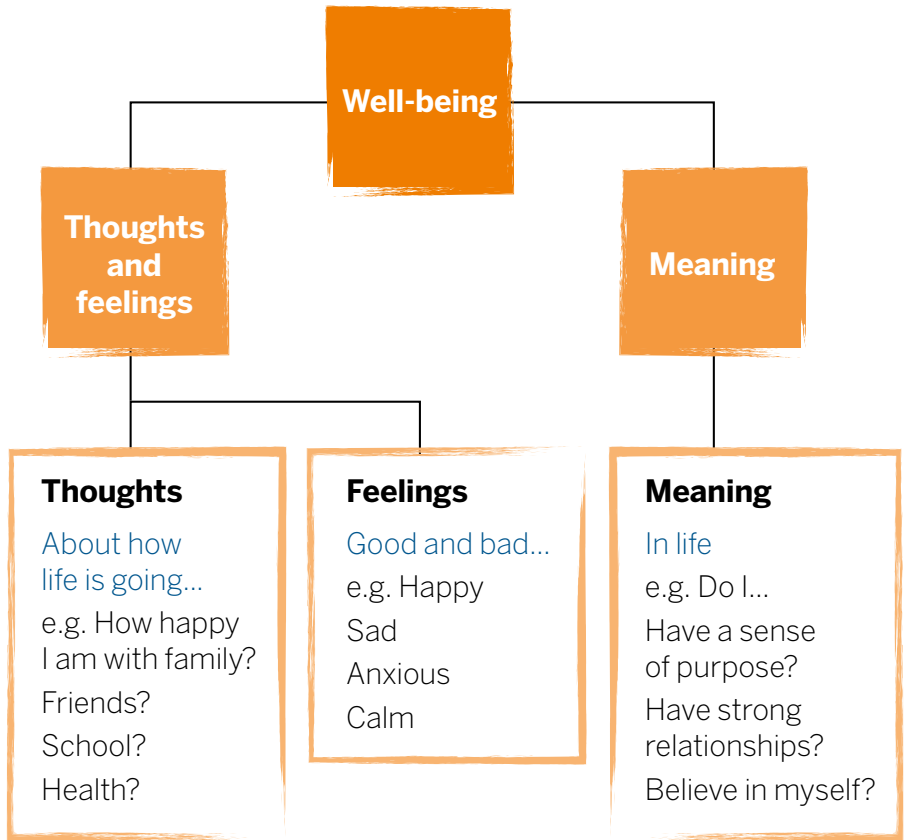 Well-being
Thoughts
and
feelings
Meaning
Thoughts
About how
life is going...
e.g. How happy
I am with family?
Friends?
School?
Health?
Feelings
Good and bad...
e.g. Happy
Sad
Anxious
Calm
Meaning
In life
e.g. Do I...
Have a sense
of purpose?
Have strong
relationships?
Believe in myself?